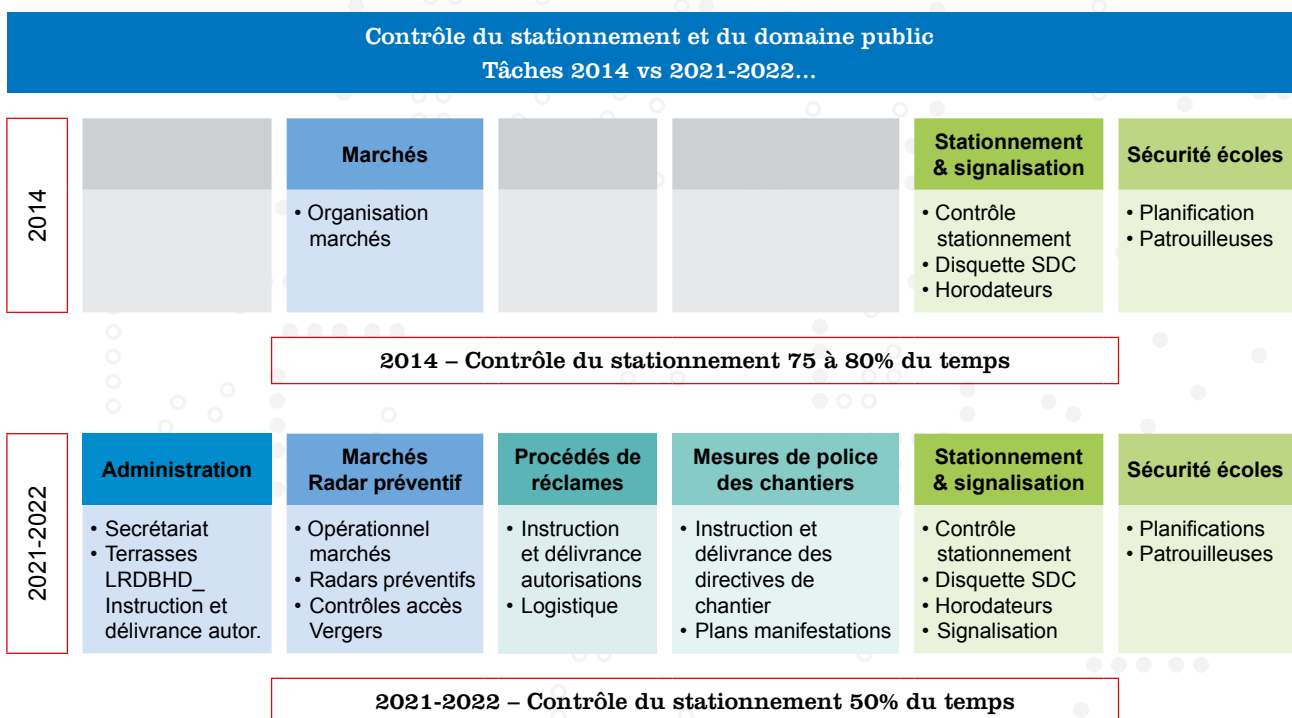 Contrôle du stationnement et du domaine public
Tâches 2014 vs 2021-2022…
2014
Marchés
• Organisation
marchés
Stationnement
& signalisation
• Contrôle
stationnement
• Disquette SDC
• Horodateurs
Sécurité écoles
• Planification
• Patrouilleuses
2014 – Contrôle du stationnement 75 à 80% du temps
2021-2022
Administration
• Secrétariat
• Terrasses
LRDBHD_
Instruction et
délivrance autor.
Marchés
Radar préventif
• Opérationnel
marchés
• Radars préventifs
• Contrôles accès
Vergers
Procédés de
réclames
• Instruction
et délivrance
autorisations
• Logistique
Mesures de police
des chantiers
• Instruction et
délivrance des
directives de
chantier
• Plans manifestations
Stationnement
& signalisation
• Contrôle
stationnement
• Disquette SDC
• Horodateurs
• Signalisation
Sécurité écoles
• Planifications
• Patrouilleuses
2021-2022 – Contrôle du stationnement 50% du temps